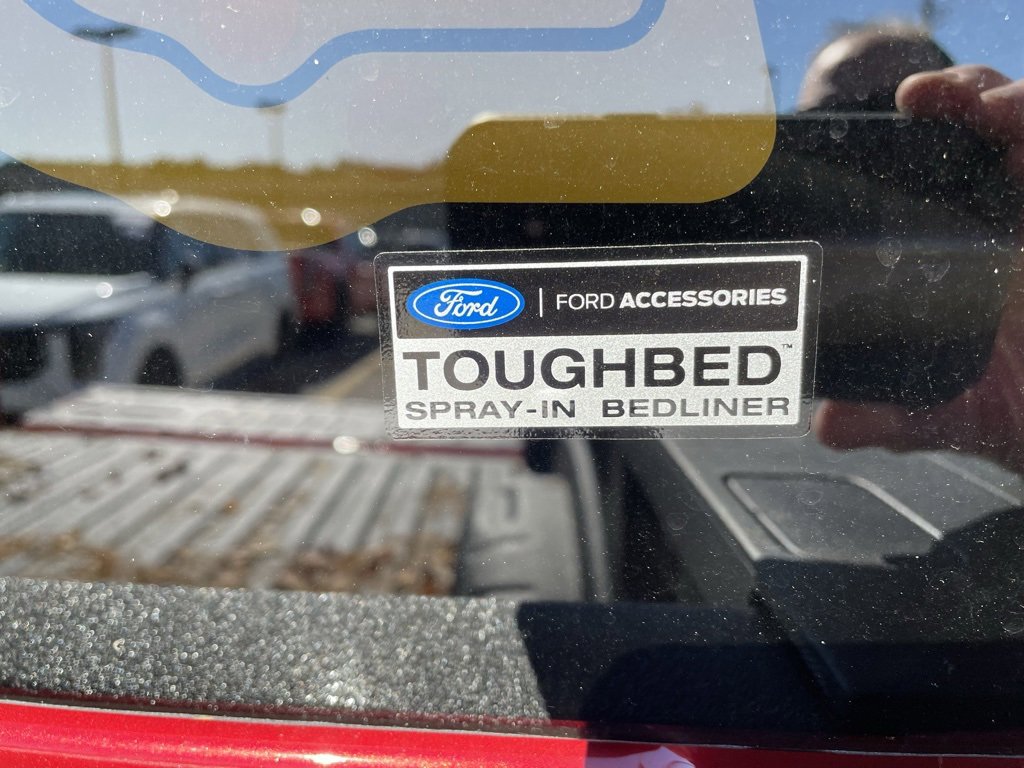 Ford | FORD ACCESSORIES
TOUGHBED™
SPRAY-IN BEDLINER